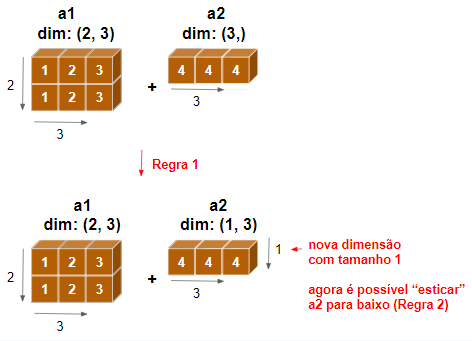 a1 a2
dim: (2, 3) dim: (3,)
1 2 3 4 4 4
2 1 2 3 +
3 3
Regra 1
a1 a2
dim: (2, 3) dim: (1, 3)
1 2 3 4 4 4 1 nova dimensão
2 1 2 3 + com tamanho 1
3 3
agora é possível “esticar”
a2 para baixo (Regra 2)